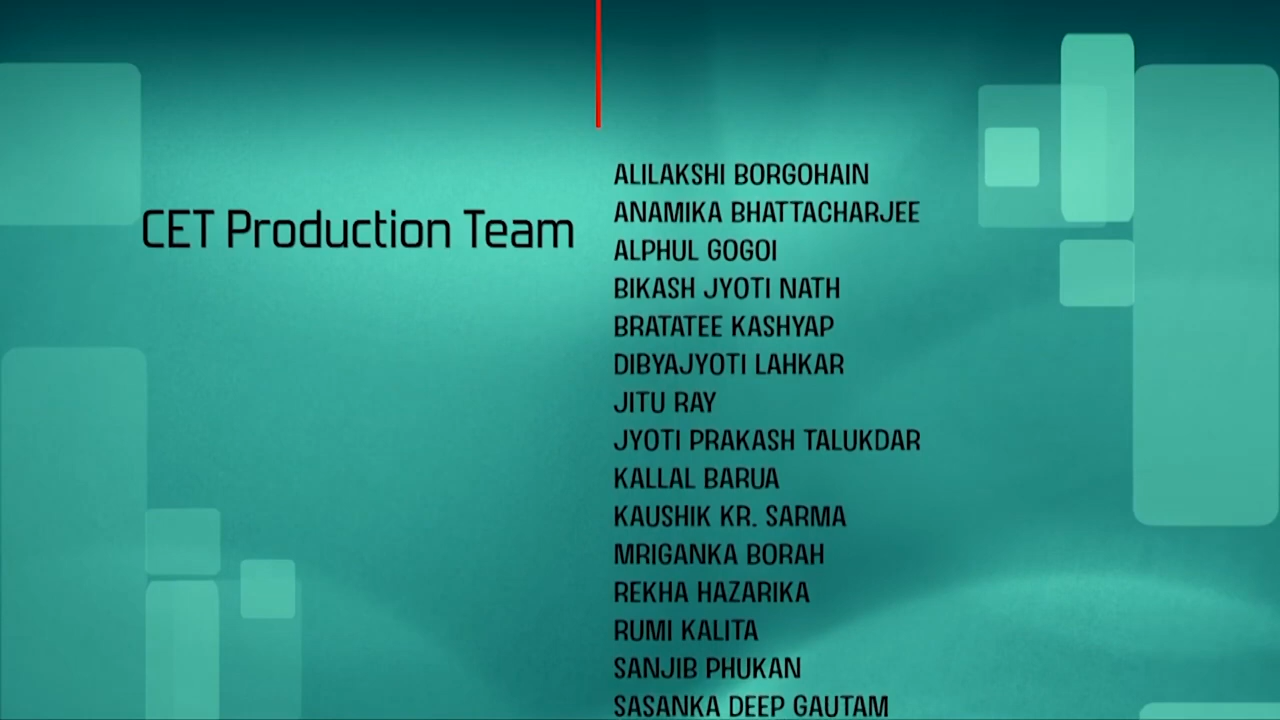 CET Production Team
ALILAKSHI BORGOHAIN
ANAMIKA BHATTACHARJEE
ALPHUL GOGOI
BIKASH JYOTI NATH
BRATATEE KASHYAP
DIBYAJYOTI LAHKAR
JITU RAY
JYOTI PRAKASH TALUKDAR
KALLAL BARUA
KAUSHIK KR. SARMA
MRIGANKA BORAH
REKHA HAZARIKA
RUMI KALITA
SANJIB PHUKAN
SASANKA DEEP GAUTAM